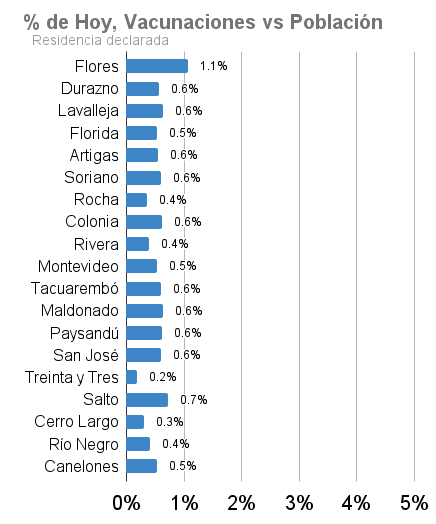 % de Hoy, Vacunaciones vs Población
Residencia declarada
Flores 1.1%
Durazno 0.6%
Lavalleja 0.6%
Florida 0.5%
Artigas 0.6%
Soriano 0.6%
Rocha 0.4%
Colonia 0.6%
Rivera 0.4%
Montevideo 0.5%
Tacuarembó 0.6%
Maldonado 0.6%
Paysandú 0.6%
San José 0.6%
Treinta y Tres 0.2%
Salto 0.7%
Cerro Largo 0.3%
Río Negro 0.4%
Canelones 0.5%
0% 1% 2% 3% 4% 5%